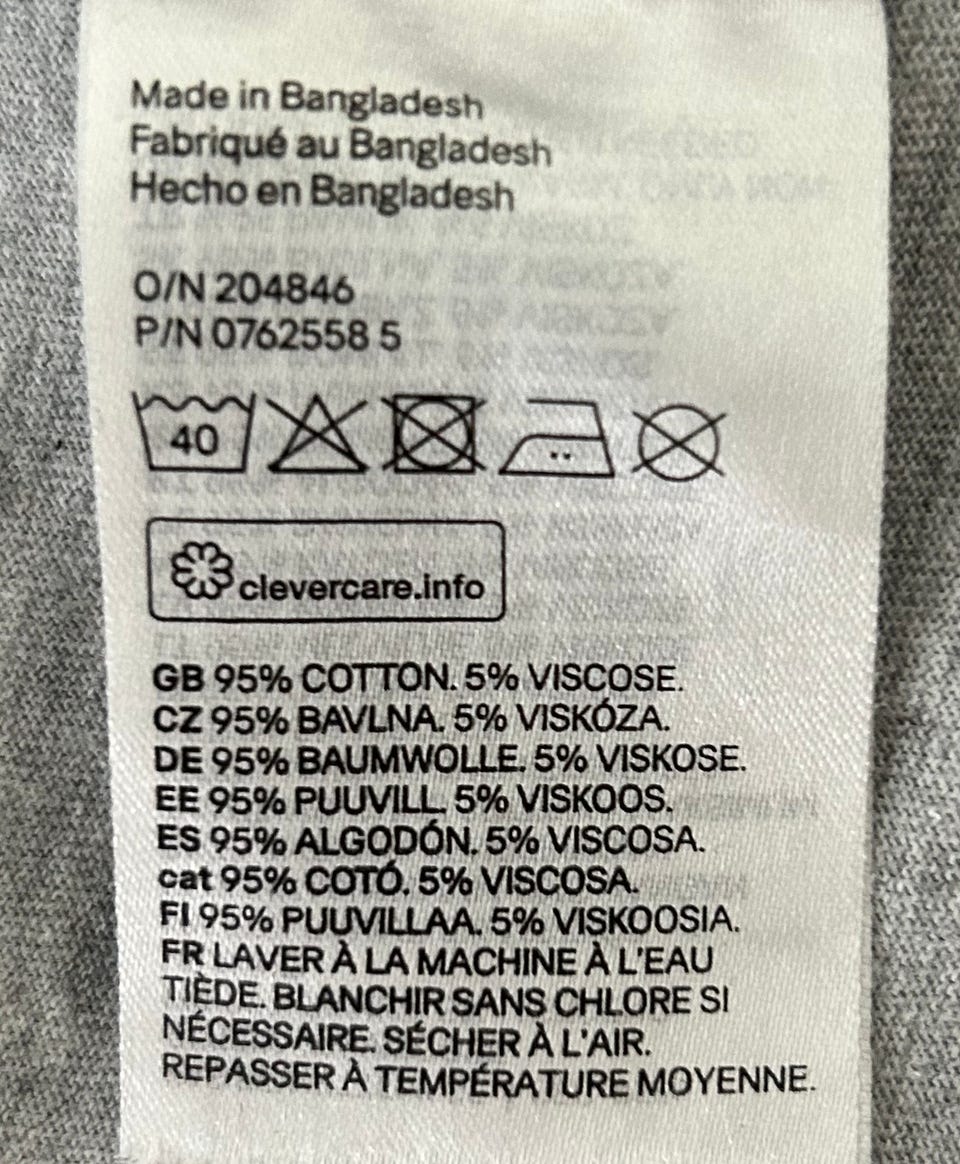 Made in Bangladesh
Fabriqué au Bangladesh
Hecho en Bangladesh
O/N 204846
P/N 0762558 5
40
clevercare.info
GB 95% COTTON. 5% VISCOSE.
CZ 95% BAVLNA. 5% VISKÓZA.
DE 95% BAUMWOLLE. 5% VISKOSE.
EE 95% PUUVILL. 5% VISKOOS.
ES 95% ALGODÓN. 5% VISCOSA.
cat 95% COTÓ. 5% VISCOSA.
FI 95% PUUVILLAA. 5% VISKOOSIA.
FR LAVER À LA MACHINE À L'EAU
TIÈDE. BLANCHIR SANS CHLORE SI
NÉCESSAIRE. SÉCHER À L'AIR.
REPASSER À TEMPÉRATURE MOYENNE.